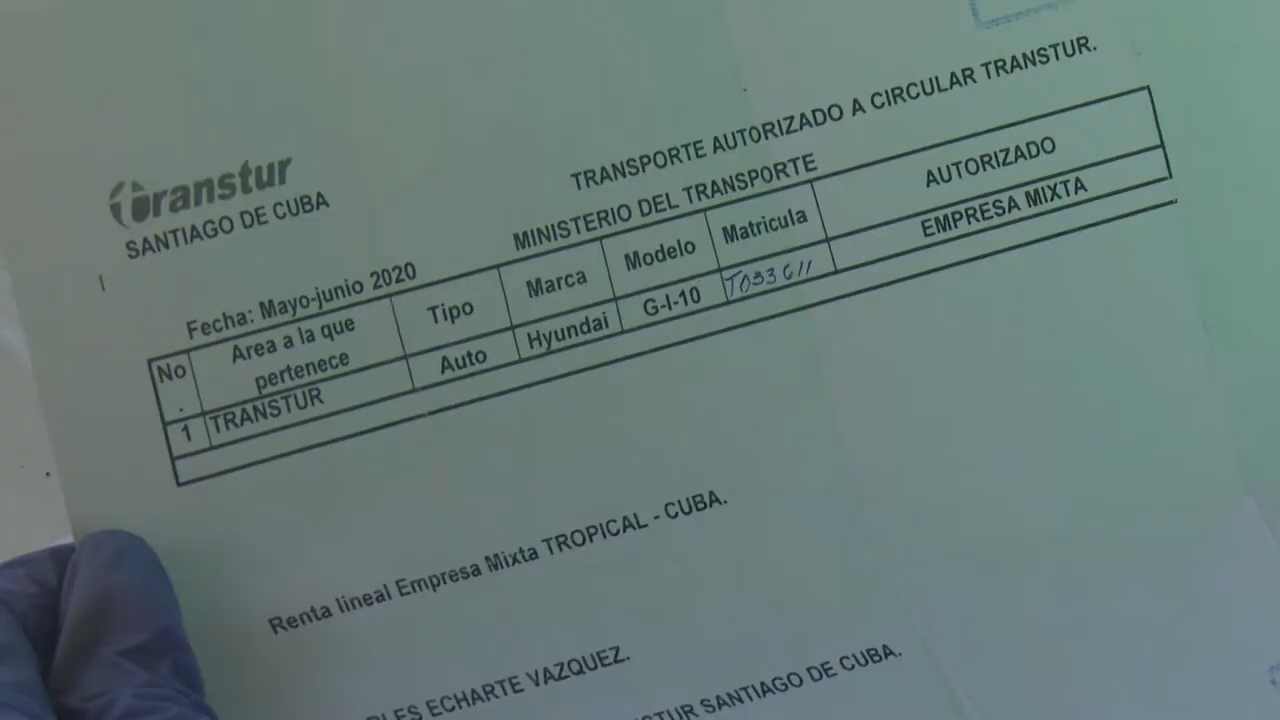 TRANSPORTE AUTORIZADO A CIRCULAR TRANSTUR.
transtur
SANTIAGO DE CUBA
MINISTERIO DEL TRANSPORTE
Fecha: Mayo-junio 2020
No. Area a la que pertenece Tipo Marca Modelo Matricula AUTORIZADO
1 TRANSTUR Auto Hyundai G-I-10 T033611 EMPRESA MIXTA
Renta lineal Empresa Mixta TROPICAL - CUBA.
ECHARTE VAZQUEZ.
SANTIAGO DE CUBA.